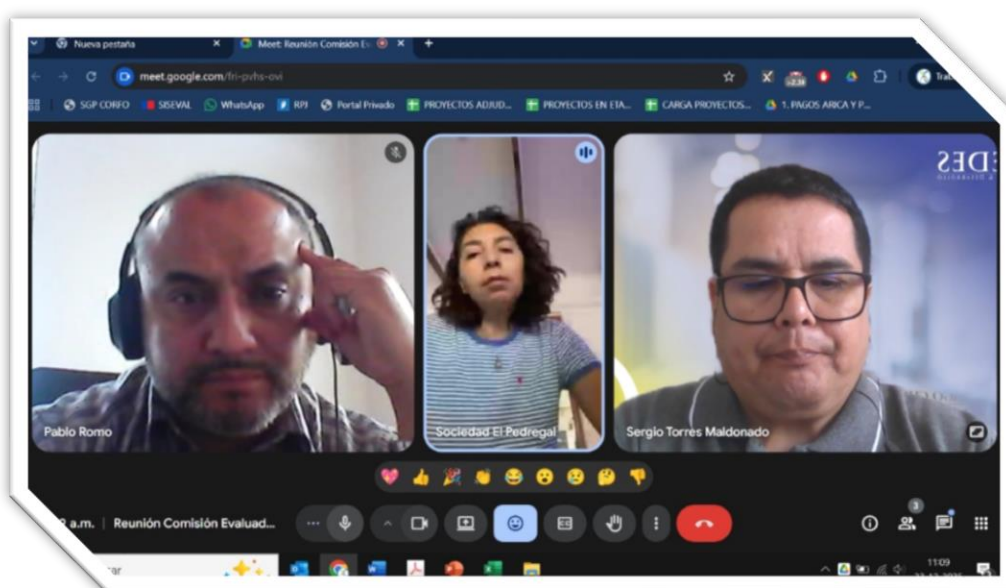 Nueva pestaña
Meet: Reunión Comisión Ev
meet.google.com/fri-pvhs-ovi
SGP CORFO SISEVAL WhatsApp RPJ Portal Privado PROYECTOS ADJUD... PROYECTOS EN ETA... CARGA PROYECTOS... 1. PAGOS ARICA Y P...
Pablo Romo
Sociedad El Pedregal
Sergio Torres Maldonado
a.m. | Reunión Comisión Evaluad...
3
11:09